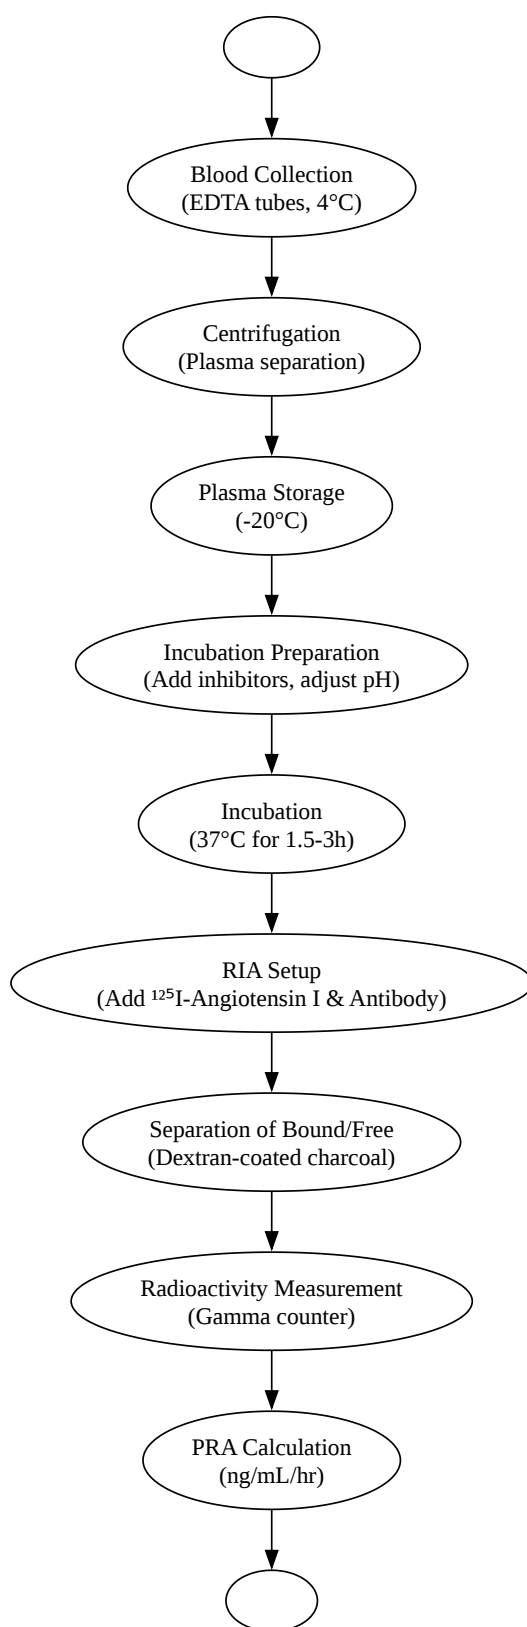 Blood Collection
(EDTA tubes, 4°C)
Centrifugation
(Plasma separation)
Plasma Storage
(-20°C)
Incubation Preparation
(Add inhibitors, adjust pH)
Incubation
(37°C for 1.5-3h)
RIA Setup
(Add ¹²⁵I-Angiotensin I & Antibody)
Separation of Bound/Free
(Dextran-coated charcoal)
Radioactivity Measurement
(Gamma counter)
PRA Calculation
(ng/mL/hr)